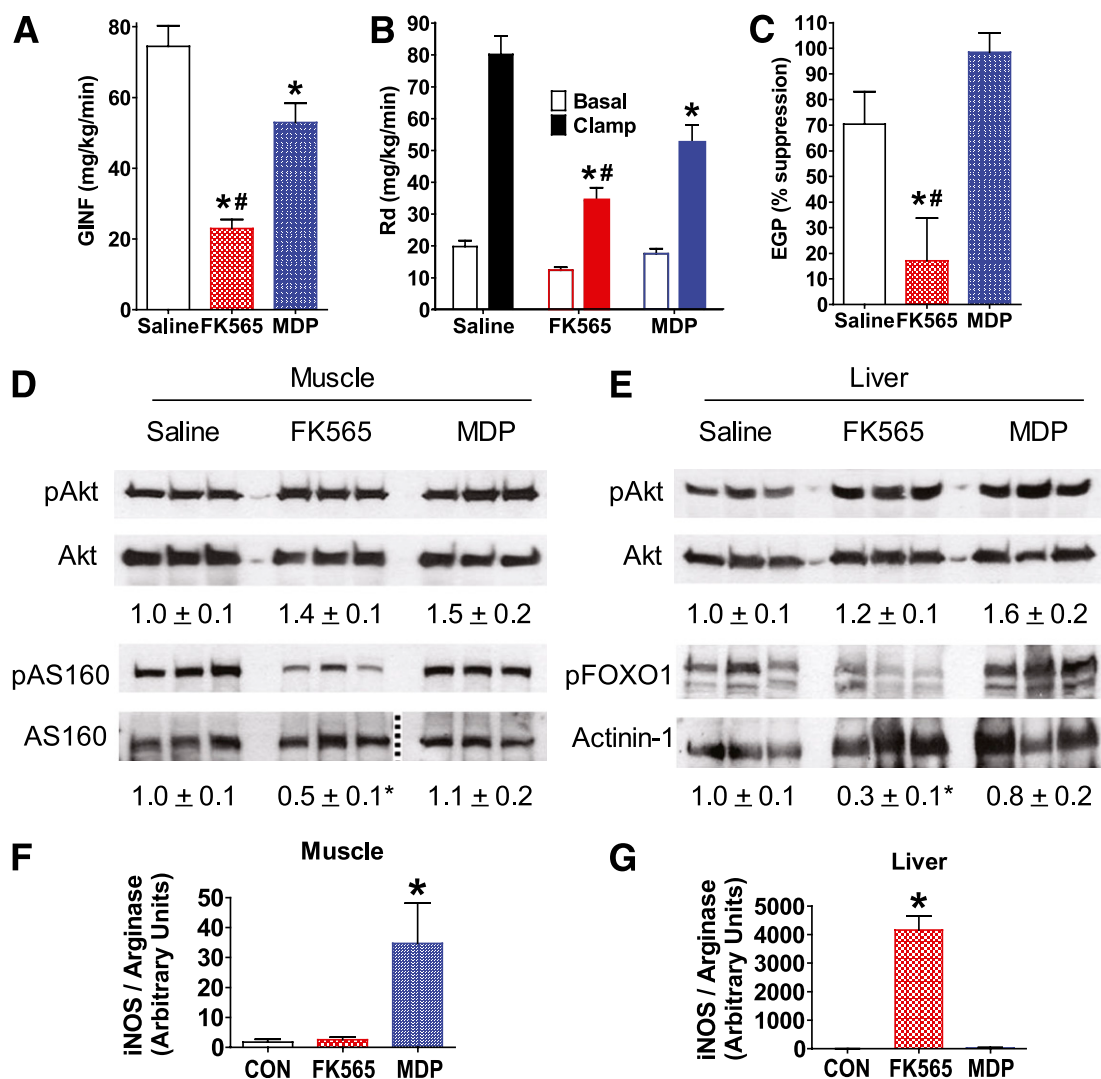 A
GINF (mg/kg/min)
80
60
40
20
0
*#
*
Saline FK565 MDP
B
Rd (mg/kg/min)
90
80
70
60
50
40
30
20
10
0
Basal
Clamp
*#
*
Saline FK565 MDP
C
EGP (% suppression)
110
100
90
80
70
60
50
40
30
20
10
0
*#
Saline FK565 MDP
D
Muscle
Saline FK565 MDP
pAkt
Akt
1.0 ± 0.1 1.4 ± 0.1 1.5 ± 0.2
pAS160
AS160
1.0 ± 0.1 0.5 ± 0.1* 1.1 ± 0.2
E
Liver
Saline FK565 MDP
pAkt
Akt
1.0 ± 0.1 1.2 ± 0.1 1.6 ± 0.2
pFOXO1
Actinin-1
1.0 ± 0.1 0.3 ± 0.1* 0.8 ± 0.2
F
Muscle
iNOS / Arginase
(Arbitrary Units)
50
40
30
20
10
0
*
CON FK565 MDP
G
Liver
iNOS / Arginase
(Arbitrary Units)
5000
4000
3000
2000
1000
0
*
CON FK565 MDP